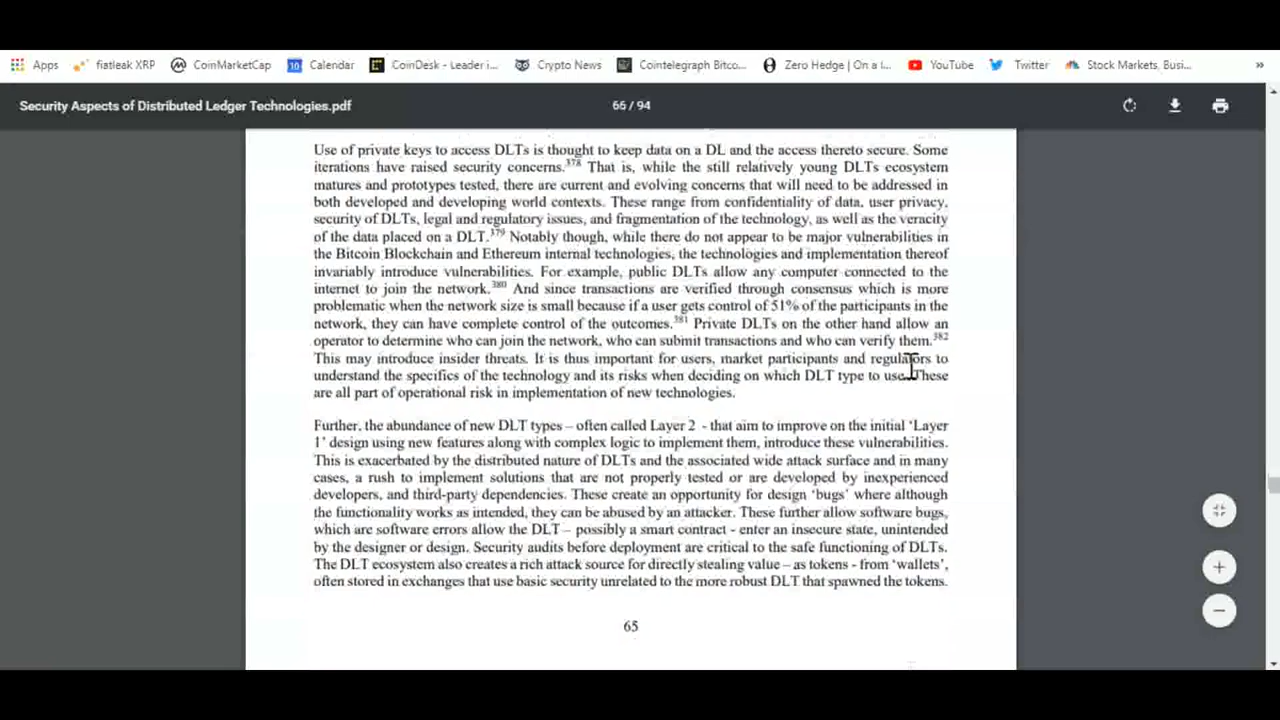 Apps fiatleak XRP CoinMarketCap 10 Calendar CoinDesk - Leader i... Crypto News Cointelegraph Bitco... Zero Hedge | On a l... YouTube Twitter Stock Markets, Busi... »
Security Aspects of Distributed Ledger Technologies.pdf 66 / 94
Use of private keys to access DLTs is thought to keep data on a DL and the access thereto secure. Some
iterations have raised security concerns.378 That is, while the still relatively young DLTs ecosystem
matures and prototypes tested, there are current and evolving concerns that will need to be addressed in
both developed and developing world contexts. These range from confidentiality of data, user privacy,
security of DLTs, legal and regulatory issues, and fragmentation of the technology, as well as the veracity
of the data placed on a DLT.379 Notably though, while there do not appear to be major vulnerabilities in
the Bitcoin Blockchain and Ethereum internal technologies, the technologies and implementation thereof
invariably introduce vulnerabilities. For example, public DLTs allow any computer connected to the
internet to join the network.380 And since transactions are verified through consensus which is more
problematic when the network size is small because if a user gets control of 51% of the participants in the
network, they can have complete control of the outcomes.381 Private DLTs on the other hand allow an
operator to determine who can join the network, who can submit transactions and who can verify them.382
This may introduce insider threats. It is thus important for users, market participants and regulators to
understand the specifics of the technology and its risks when deciding on which DLT type to use. These
are all part of operational risk in implementation of new technologies.
Further, the abundance of new DLT types – often called Layer 2 - that aim to improve on the initial ‘Layer
1’ design using new features along with complex logic to implement them, introduce these vulnerabilities.
This is exacerbated by the distributed nature of DLTs and the associated wide attack surface and in many
cases, a rush to implement solutions that are not properly tested or are developed by inexperienced
developers, and third-party dependencies. These create an opportunity for design ‘bugs’ where although
the functionality works as intended, they can be abused by an attacker. These further allow software bugs,
which are software errors allow the DLT – possibly a smart contract - enter an insecure state, unintended
by the designer or design. Security audits before deployment are critical to the safe functioning of DLTs.
The DLT ecosystem also creates a rich attack source for directly stealing value – as tokens - from ‘wallets’,
often stored in exchanges that use basic security unrelated to the more robust DLT that spawned the tokens.
65